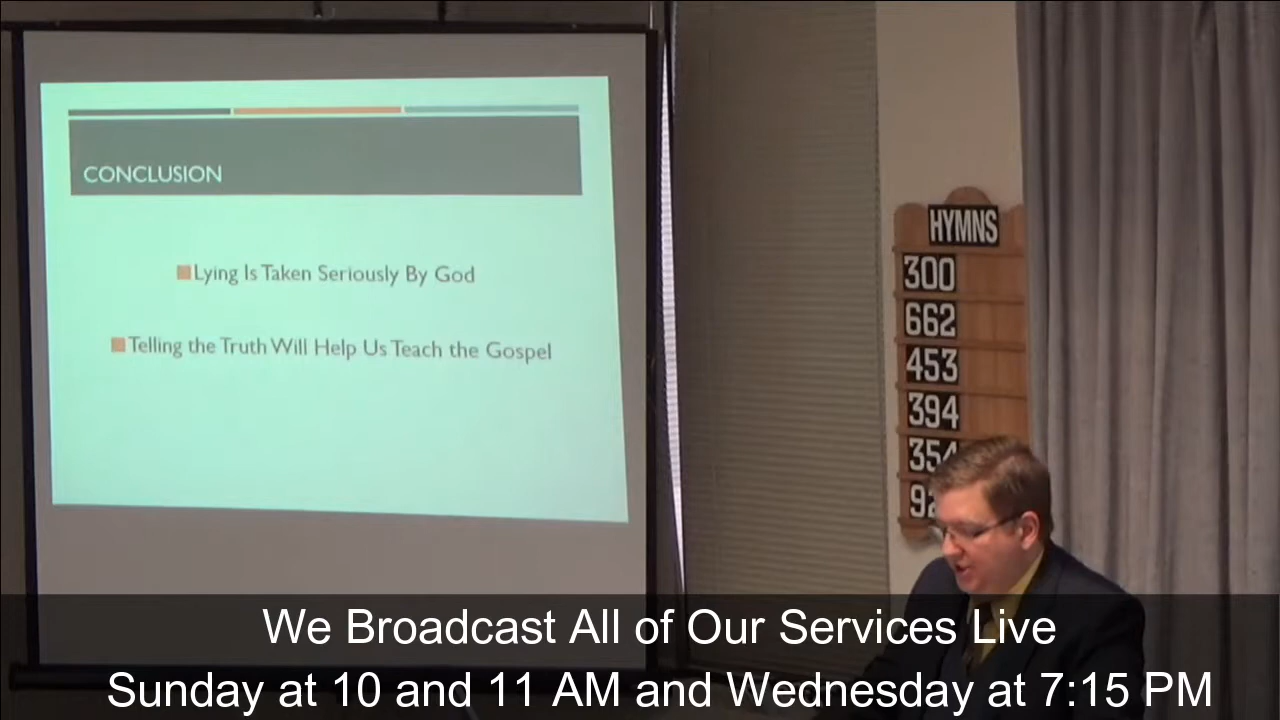 CONCLUSION
Lying Is Taken Seriously By God
Telling the Truth Will Help Us Teach the Gospel
HYMNS
300
662
453
394
354
We Broadcast All of Our Services Live
Sunday at 10 and 11 AM and Wednesday at 7:15 PM